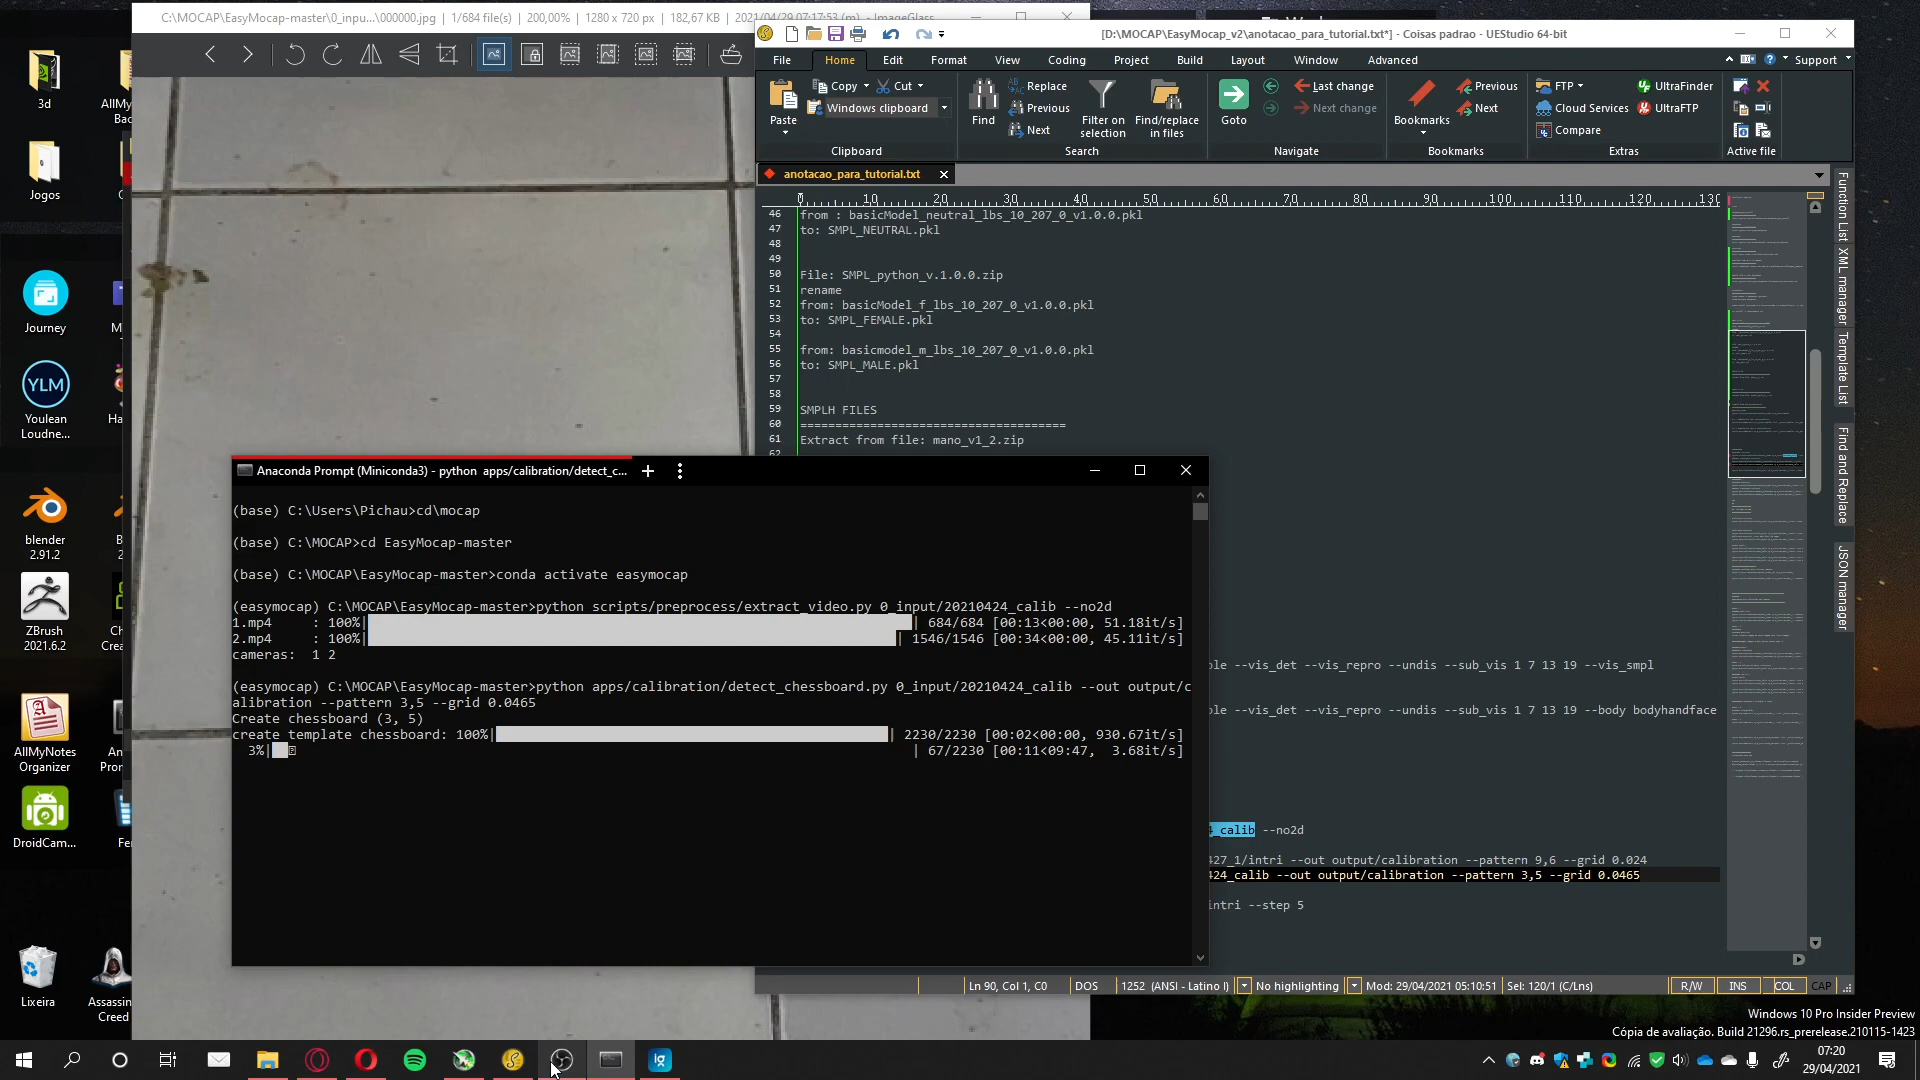 C:\MOCAP\EasyMocap-master\0_inpu...\000000.jpg | 1/684 file(s) | 200,00% | 1280 x 720 px | 182,67 KB | 2021/04/29 07:17:53 (m) - ImageGlass
[D:\MOCAP\EasyMocap_v2\anotacao_para_tutorial.txt*] - Coisas padrao - UEStudio 64-bit
File Home Edit Format View Coding Project Build Layout Window Advanced Support
Copy Cut Replace Last change Previous FTP UltraFinder
Windows clipboard Previous Next change Next Cloud Services UltraFTP
Paste Find Next Filter on selection Find/replace in files Goto Bookmarks Compare
Clipboard Search Navigate Bookmarks Extras Active file
anotacao_para_tutorial.txt
0 10 20 30 40 50 60 70 80 90 100 110 120 130
46 from : basicModel_neutral_lbs_10_207_0_v1.0.0.pkl
47 to: SMPL_NEUTRAL.pkl
48
49
50 File: SMPL_python_v.1.0.0.zip
51 rename
52 from: basicModel_f_lbs_10_207_0_v1.0.0.pkl
53 to: SMPL_FEMALE.pkl
54
55 from: basicmodel_m_lbs_10_207_0_v1.0.0.pkl
56 to: SMPL_MALE.pkl
57
58
59 SMPLH FILES
60 ======================================
61 Extract from file: mano_v1_2.zip
62
ple --vis_det --vis_repro --undis --sub_vis 1 7 13 19 --vis_smpl
ple --vis_det --vis_repro --undis --sub_vis 1 7 13 19 --body bodyhandface
_calib --no2d
427_1/intri --out output/calibration --pattern 9,6 --grid 0.024
424_calib --out output/calibration --pattern 3,5 --grid 0.0465
intri --step 5
Function List
XML manager
Template List
Find and Replace
JSON manager
Ln 90, Col 1, C0 DOS 1252 (ANSI - Latino I) No highlighting Mod: 29/04/2021 05:10:51 Sel: 120/1 (C/Lns) R/W INS COL CAP
Anaconda Prompt (Miniconda3) - python apps/calibration/detect_c...
(base) C:\Users\Pichau>cd\mocap
(base) C:\MOCAP>cd EasyMocap-master
(base) C:\MOCAP\EasyMocap-master>conda activate easymocap
(easymocap) C:\MOCAP\EasyMocap-master>python scripts/preprocess/extract_video.py 0_input/20210424_calib --no2d
1.mp4 : 100%| | 684/684 [00:13<00:00, 51.18it/s]
2.mp4 : 100%| | 1546/1546 [00:34<00:00, 45.11it/s]
cameras: 1 2
(easymocap) C:\MOCAP\EasyMocap-master>python apps/calibration/detect_chessboard.py 0_input/20210424_calib --out output/c
alibration --pattern 3,5 --grid 0.0465
Create chessboard (3, 5)
create template chessboard: 100%| | 2230/2230 [00:02<00:00, 930.67it/s]
3%| | 67/2230 [00:11<09:47, 3.68it/s]
3d
Jogos
Journey
Youlean Loudne...
blender 2.91.2
ZBrush 2021.6.2
AllMyNotes Organizer
DroidCam...
Lixeira
Assassin Creed
Windows 10 Pro Insider Preview
Cópia de avaliação. Build 21296.rs_prerelease.210115-1423
07:20
29/04/2021